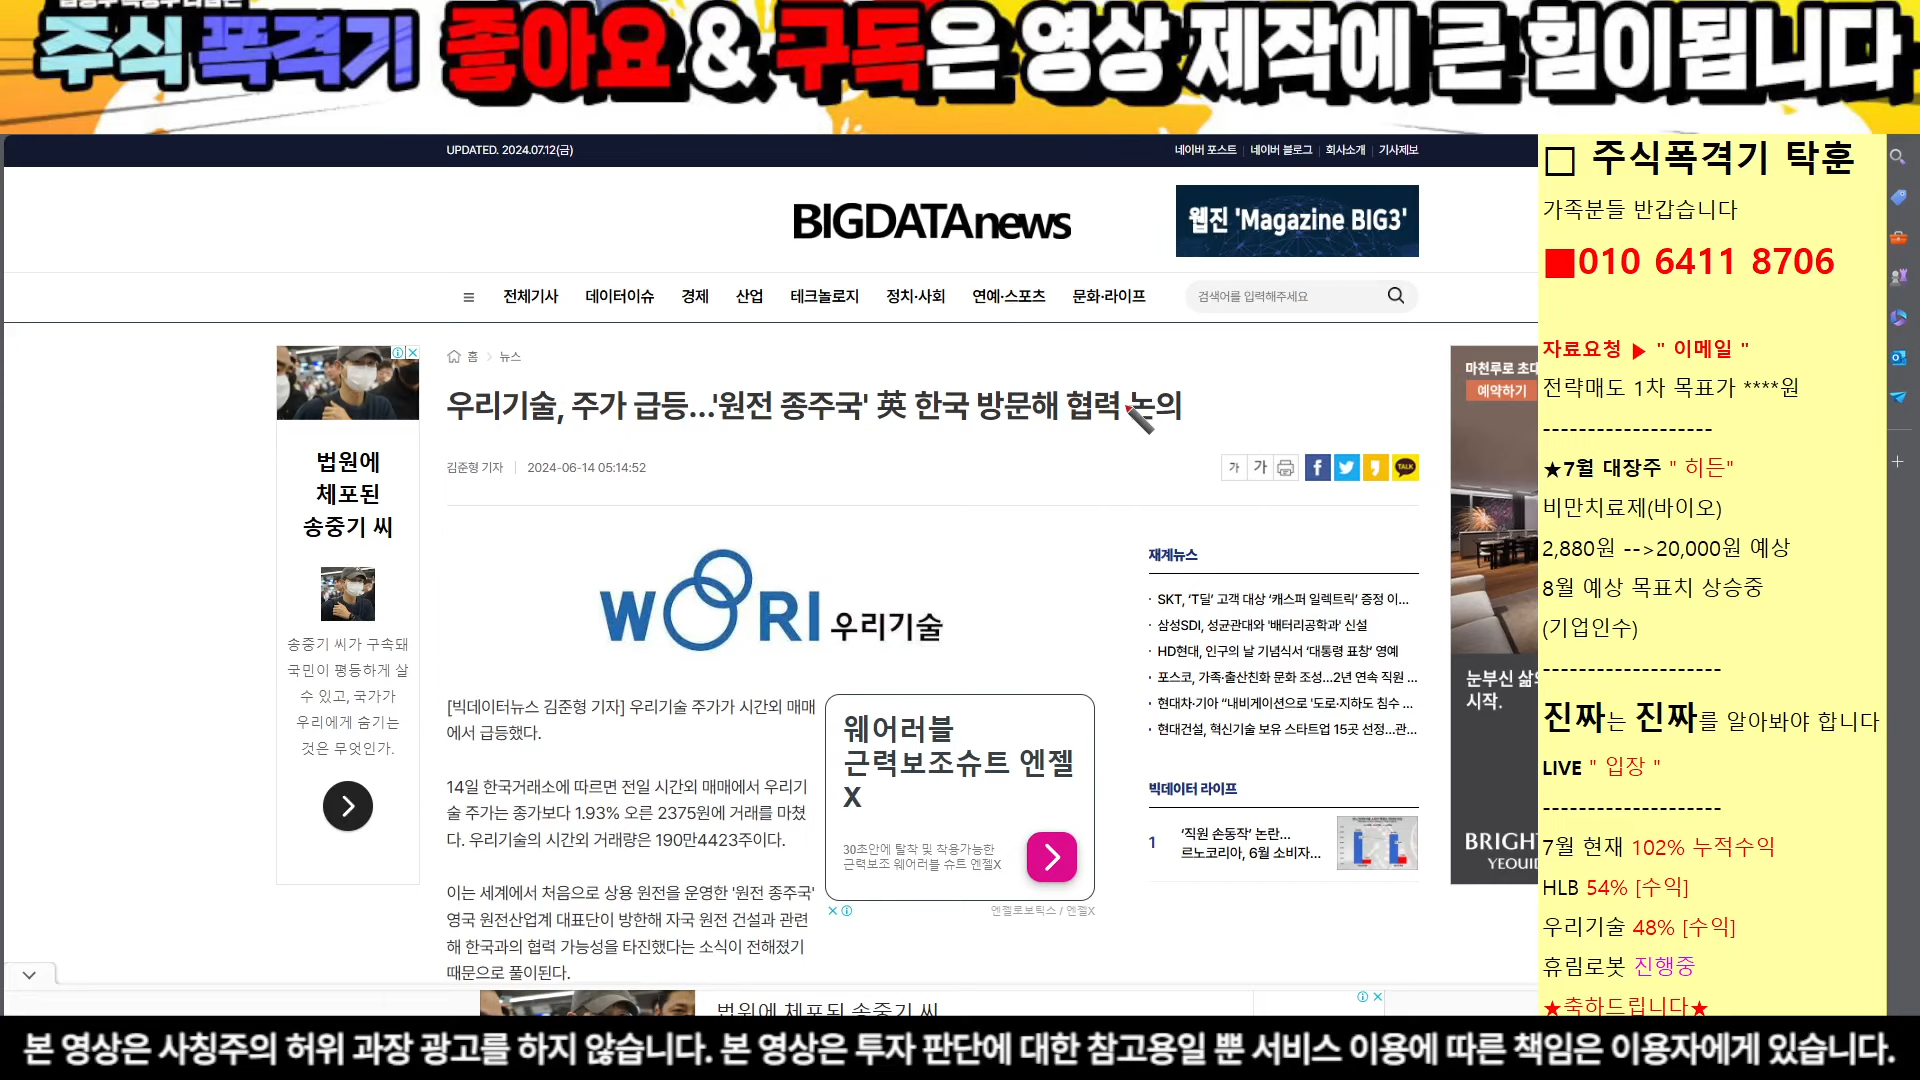 주식 폭격기 좋아요 & 구독은 영상 제작에 큰 힘이됩니다
UPDATED. 2024.07.12(금)
네이버 포스트 네이버 블로그 회사소개 기사제보
BIGDATAnews
웹진 'Magazine BIG3'
전체기사 데이터이슈 경제 산업 테크놀로지 정치·사회 연예·스포츠 문화·라이프
검색어를 입력해주세요
홈 뉴스
우리기술, 주가 급등...'원전 종주국' 英 한국 방문해 협력 논의
김준형 기자 2024-06-14 05:14:52
가 가
TALK
WOORI 우리기술
[빅데이터뉴스 김준형 기자] 우리기술 주가가 시간외 매매
에서 급등했다.
14일 한국거래소에 따르면 전일 시간외 매매에서 우리기
술 주가는 종가보다 1.93% 오른 2375원에 거래를 마쳤
다. 우리기술의 시간외 거래량은 190만4423주이다.
이는 세계에서 처음으로 상용 원전을 운영한 '원전 종주국'
영국 원전산업계 대표단이 방한해 자국 원전 건설과 관련
해 한국과의 협력 가능성을 타진했다는 소식이 전해졌기
때문으로 풀이된다.
웨어러블
근력보조슈트 엔젤
X
30초안에 탈착 및 착용가능한
근력보조 웨어러블 슈트 엔젤X
엔젤로보틱스 / 엔젤X
법원에
체포된
송중기 씨
송중기 씨가 구속돼
국민이 평등하게 살
수 있고, 국가가
우리에게 숨기는
것은 무엇인가.
재계뉴스
· SKT, ‘T딜’ 고객 대상 ‘캐스퍼 일렉트릭’ 증정 이...
· 삼성SDI, 성균관대와 '배터리공학과' 신설
· HD현대, 인구의 날 기념식서 ‘대통령 표창’ 영예
· 포스코, 가족·출산친화 문화 조성...2년 연속 직원 ...
· 현대차·기아 “내비게이션으로 '도로·지하도 침수 ...
· 현대건설, 혁신기술 보유 스타트업 15곳 선정...관...
빅데이터 라이프
1 ‘직원 손동작’ 논란...
르노코리아, 6월 소비자...
마천루로 초대
예약하기
눈부신 삶의
시작.
BRIGHT
YEOUID
법원에 체포된 송중기 씨
□ 주식폭격기 탁훈
가족분들 반갑습니다
■010 6411 8706
자료요청 ▶ " 이메일 "
전략매도 1차 목표가 ****원
-------------------
★7월 대장주 " 히든"
비만치료제(바이오)
2,880원 -->20,000원 예상
8월 예상 목표치 상승중
(기업인수)
--------------------
진짜는 진짜를 알아봐야 합니다
LIVE " 입장 "
--------------------
7월 현재 102% 누적수익
HLB 54% [수익]
우리기술 48% [수익]
휴림로봇 진행중
★축하드립니다★
본 영상은 사칭주의 허위 과장 광고를 하지 않습니다. 본 영상은 투자 판단에 대한 참고용일 뿐 서비스 이용에 따른 책임은 이용자에게 있습니다.